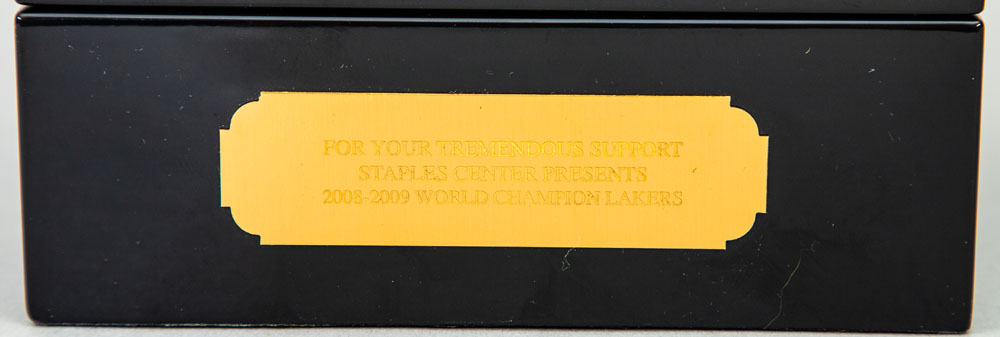 FOR YOUR TREMENDOUS SUPPORT
STAPLES CENTER PRESENTS
2008-2009 WORLD CHAMPION LAKERS